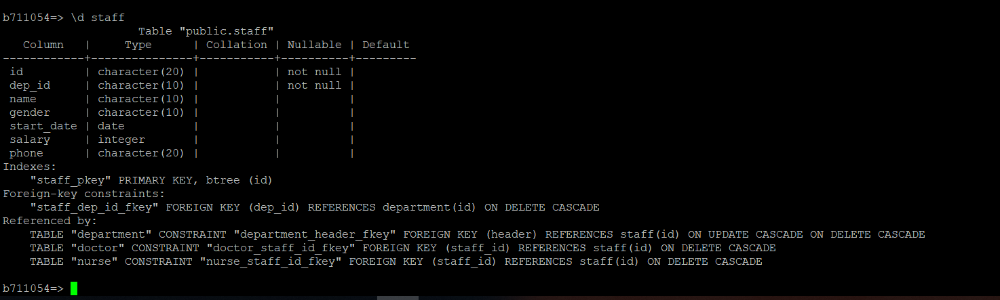 b711054=> \d staff
                    Table "public.staff"
   Column   |     Type      | Collation | Nullable | Default
------------+---------------+-----------+----------+---------
 id         | character(20) |           | not null |
 dep_id     | character(10) |           | not null |
 name       | character(10) |           |          |
 gender     | character(10) |           |          |
 start_date | date          |           |          |
 salary     | integer       |           |          |
 phone      | character(20) |           |          |
Indexes:
    "staff_pkey" PRIMARY KEY, btree (id)
Foreign-key constraints:
    "staff_dep_id_fkey" FOREIGN KEY (dep_id) REFERENCES department(id) ON DELETE CASCADE
Referenced by:
    TABLE "department" CONSTRAINT "department_header_fkey" FOREIGN KEY (header) REFERENCES staff(id) ON UPDATE CASCADE ON DELETE CASCADE
    TABLE "doctor" CONSTRAINT "doctor_staff_id_fkey" FOREIGN KEY (staff_id) REFERENCES staff(id) ON DELETE CASCADE
    TABLE "nurse" CONSTRAINT "nurse_staff_id_fkey" FOREIGN KEY (staff_id) REFERENCES staff(id) ON DELETE CASCADE
b711054=>